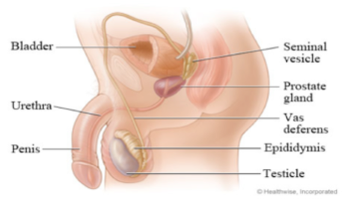 Bladder
Urethra
Penis
Seminal
vesicle
Prostate
gland
Vas
deferens
Epididymis
Testicle
© Healthwise, Incorporated